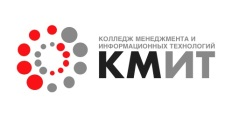 КОЛЛЕДЖ МЕНЕДЖМЕНТА И
ИНФОРМАЦИОННЫХ ТЕХНОЛОГИЙ
КМИТ